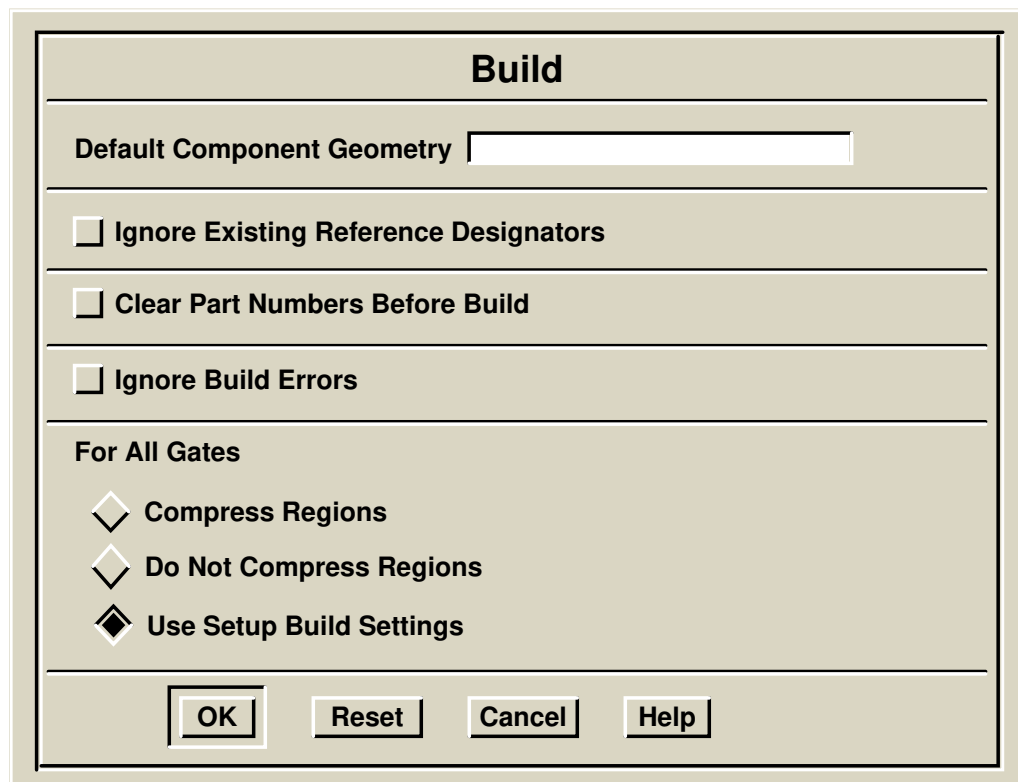 Build
Default Component Geometry
Ignore Existing Reference Designators
Clear Part Numbers Before Build
Ignore Build Errors
For All Gates
Compress Regions
Do Not Compress Regions
Use Setup Build Settings
OK Reset Cancel Help